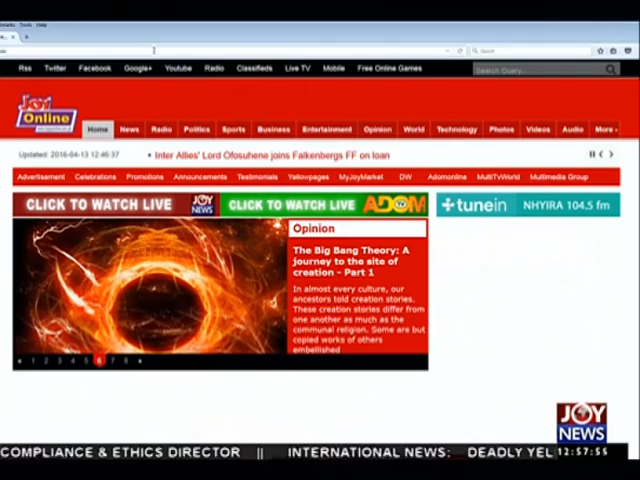 Tools Help
Search
Rss Twitter Facebook Google+ Youtube Radio Classifieds Live TV Mobile Free Online Games
Search Query...
Joy Online
Home News Radio Politics Sports Business Entertainment Opinion World Technology Photos Videos Audio More
Updated: 2016-04-13 12:46:37
Inter Allies' Lord Ofosuhene joins Falkenbergs FF on loan
Advertisement Celebrations Promotions Announcements Testimonials Yellowpages MyJoyMarket DW Adomonline MultiTvWorld Multimedia Group
CLICK TO WATCH LIVE JOY NEWS
CLICK TO WATCH LIVE ADOM TV
tunein NHYIRA 104.5 fm
Opinion
The Big Bang Theory: A
journey to the site of
creation - Part 1
In almost every culture, our
ancestors told creation stories.
These creation stories differ from
one another as much as the
communal religion. Some are but
copied works of others
embellished
1 2 3 4 5 6 7 8
JOY
NEWS
COMPLIANCE & ETHICS DIRECTOR || INTERNATIONAL NEWS: DEADLY YEL
12:57:55